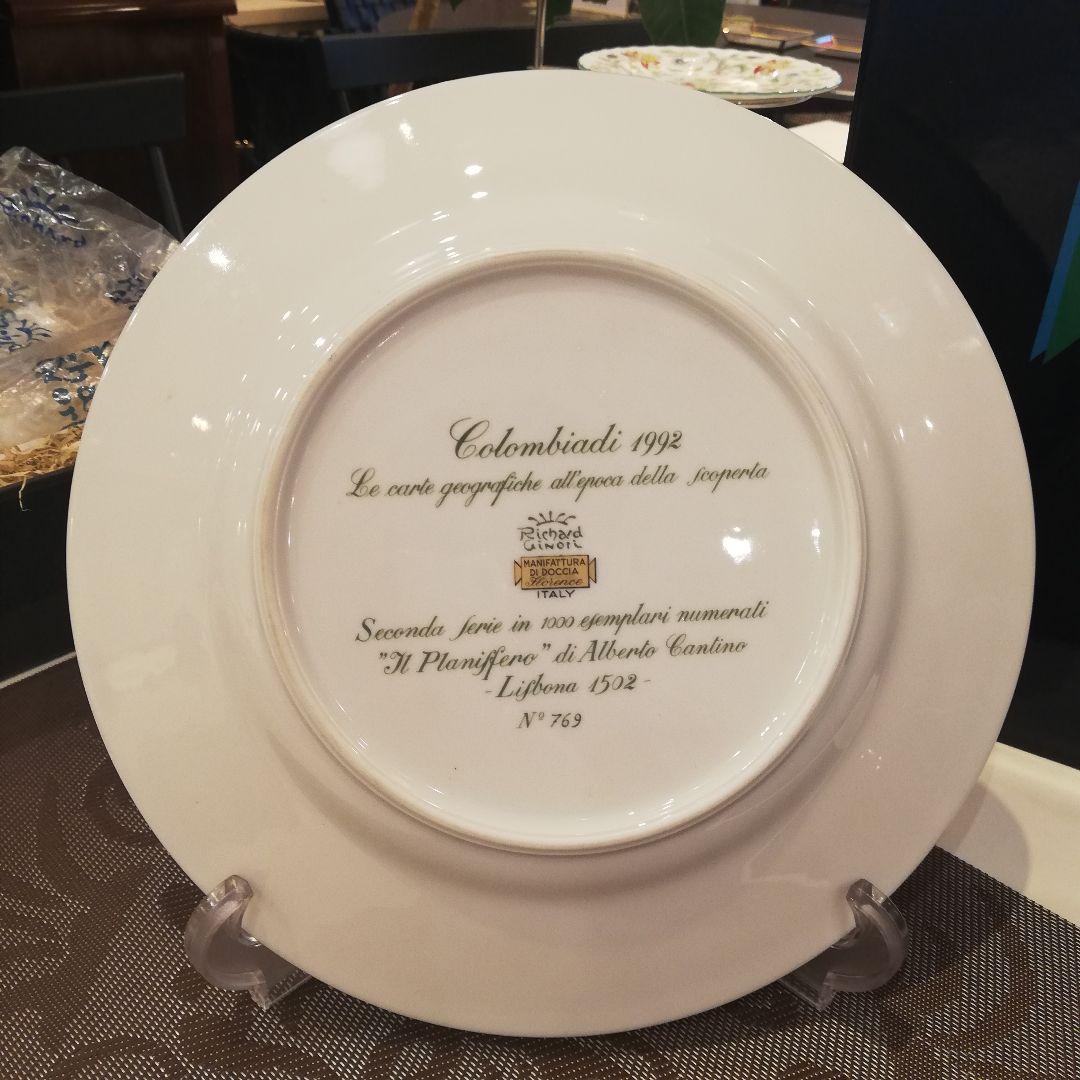 Colombiadi 1992
Le carte geografiche all'epoca della scoperta
Richard
GINORI
MANIFATTURA
DI DOCCIA
Florence
ITALY
Seconda serie in 1000 esemplari numerati
"Il Planisfero" di Alberto Cantino
- Lisbona 1502 -
Nº 769